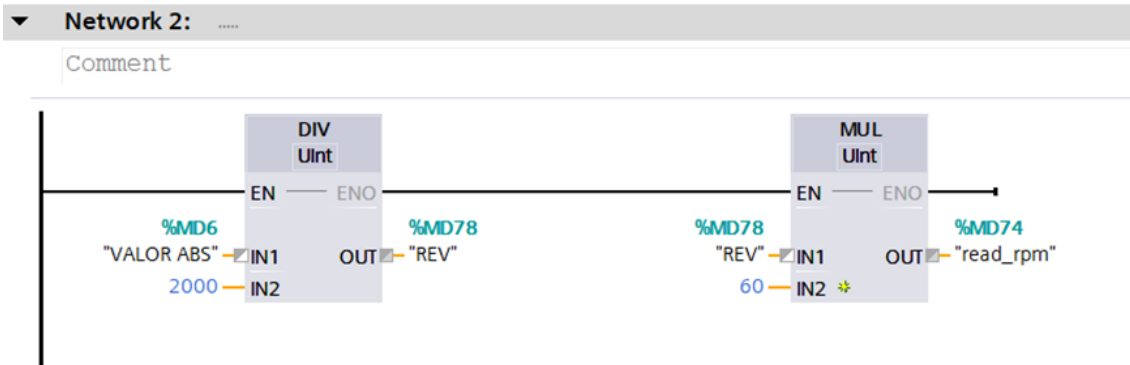 Network 2: .....
Comment
DIV MUL
UInt UInt
EN ENO EN ENO
%MD6 %MD78 %MD78 %MD74
"VALOR ABS" IN1 OUT "REV" "REV" IN1 OUT "read_rpm"
2000 IN2 60 IN2